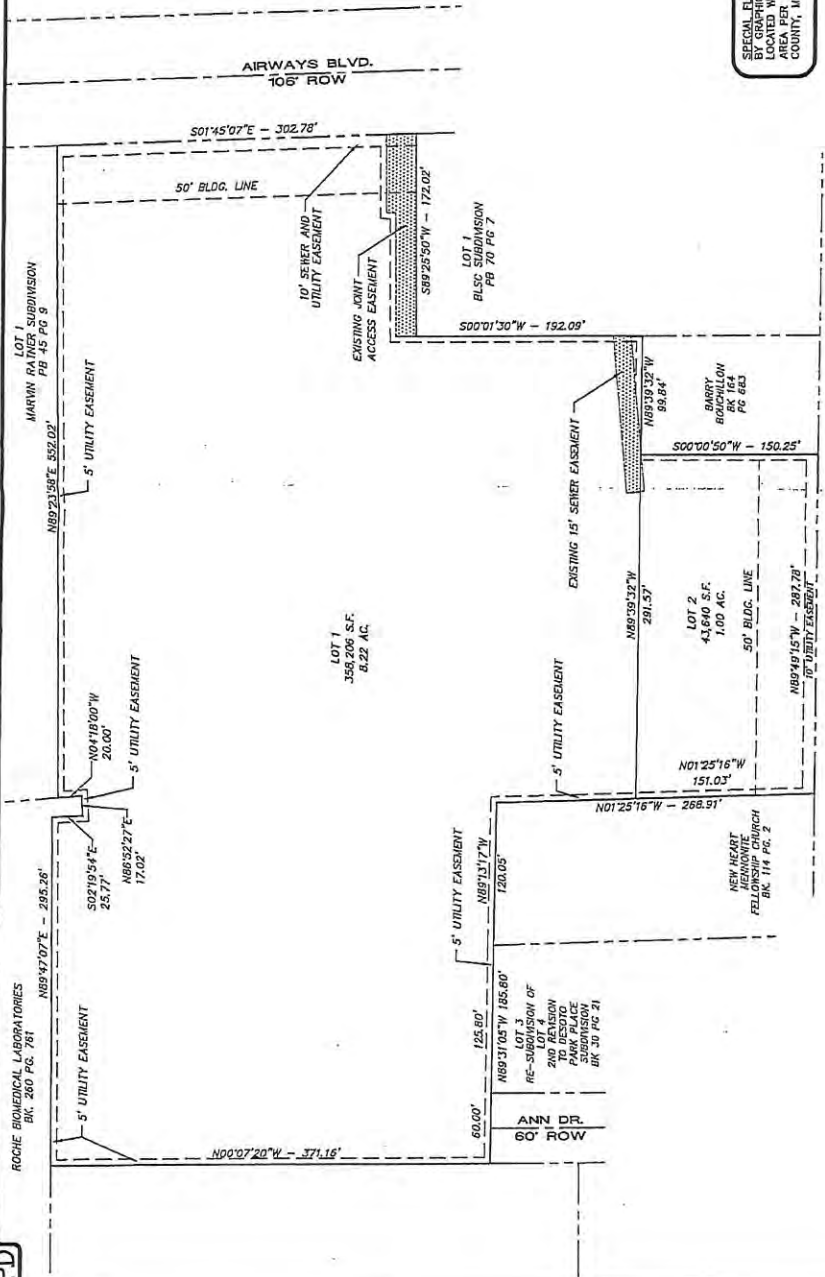 SPECIAL FL
BY GRAPHIC
LOCATED W
AREA PER
COUNTY, M
AIRWAYS BLVD.
106' ROW
S01°45'07"E - 302.78'
50' BLDG. LINE
10' SEWER AND
UTILITY EASEMENT
EXISTING JOINT
ACCESS EASEMENT
S89°25'50"W - 172.02'
LOT 1
BLSC SUBDIVISION
PB 70 PG 7
LOT 1
MARVIN RATNER SUBDIVISION
PB 45 PG 9
N89°23'58"E 552.02'
5' UTILITY EASEMENT
S00°01'30"W - 192.09'
EXISTING 15' SEWER EASEMENT
N89°39'32"W
99.84'
BARRY
BOUCHILLON
BK 164
PG 683
S00°00'50"W - 150.25'
LOT 1
358,206 S.F.
8.22 AC.
N89°39'32"W
291.57'
LOT 2
43,640 S.F.
1.00 AC.
50' BLDG. LINE
N89°49'15"W - 287.78'
10' UTILITY EASEMENT
N04°18'00"W
20.00'
5' UTILITY EASEMENT
S02°19'54"E
25.77'
N86°52'27"E
17.02'
5' UTILITY EASEMENT
N01°25'16"W
151.03'
N01°25'16"W - 266.91'
ROCHE BIOMEDICAL LABORATORIES
BK. 260 PG. 781
N89°47'07"E - 295.26'
5' UTILITY EASEMENT
5' UTILITY EASEMENT
N89°13'17"W
120.05'
NEW HEART
MENNONITE
FELLOWSHIP CHURCH
BK. 114 PG. 2
125.80'
N89°31'05"W 185.80'
LOT 3
RE-SUBDIVISION OF
LOT 4
2ND REVISION
TO DESOTO
PARK PLACE
SUBDIVISION
BK 30 PG 21
60.00'
ANN DR.
60' ROW
N00°07'20"W - 371.16'